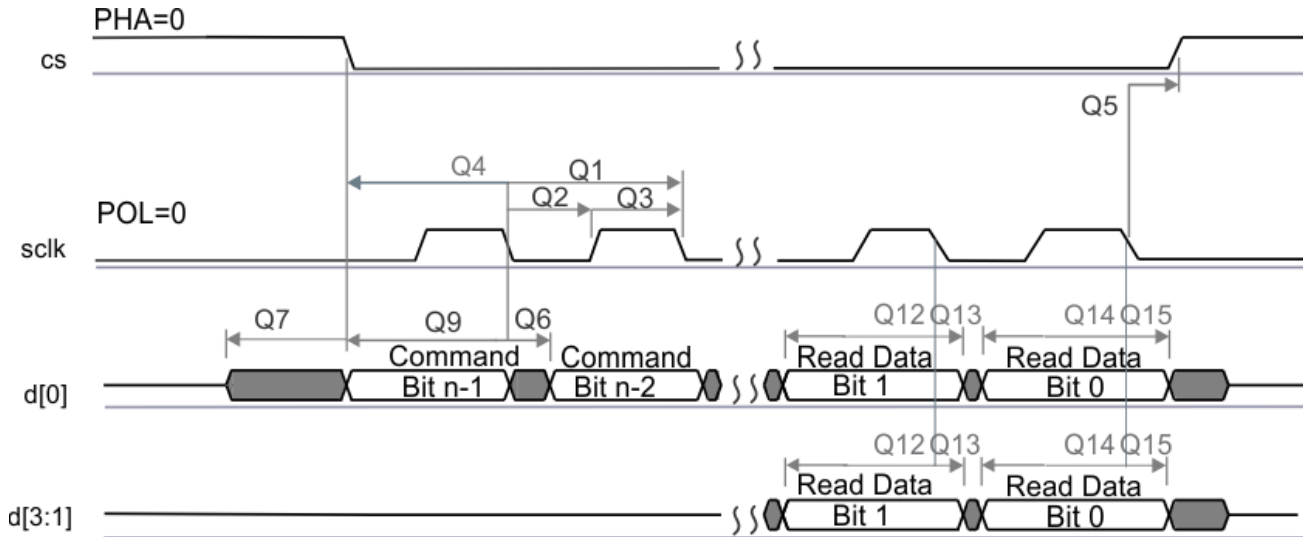 PHA=0
cs
Q5
Q4 Q1
Q2 Q3
POL=0
sclk
Q7 Q9 Q6 Q12 Q13 Q14 Q15
Command Command Read Data Read Data
d[0] Bit n-1 Bit n-2 Bit 1 Bit 0
Q12 Q13 Q14 Q15
Read Data Read Data
d[3:1] Bit 1 Bit 0